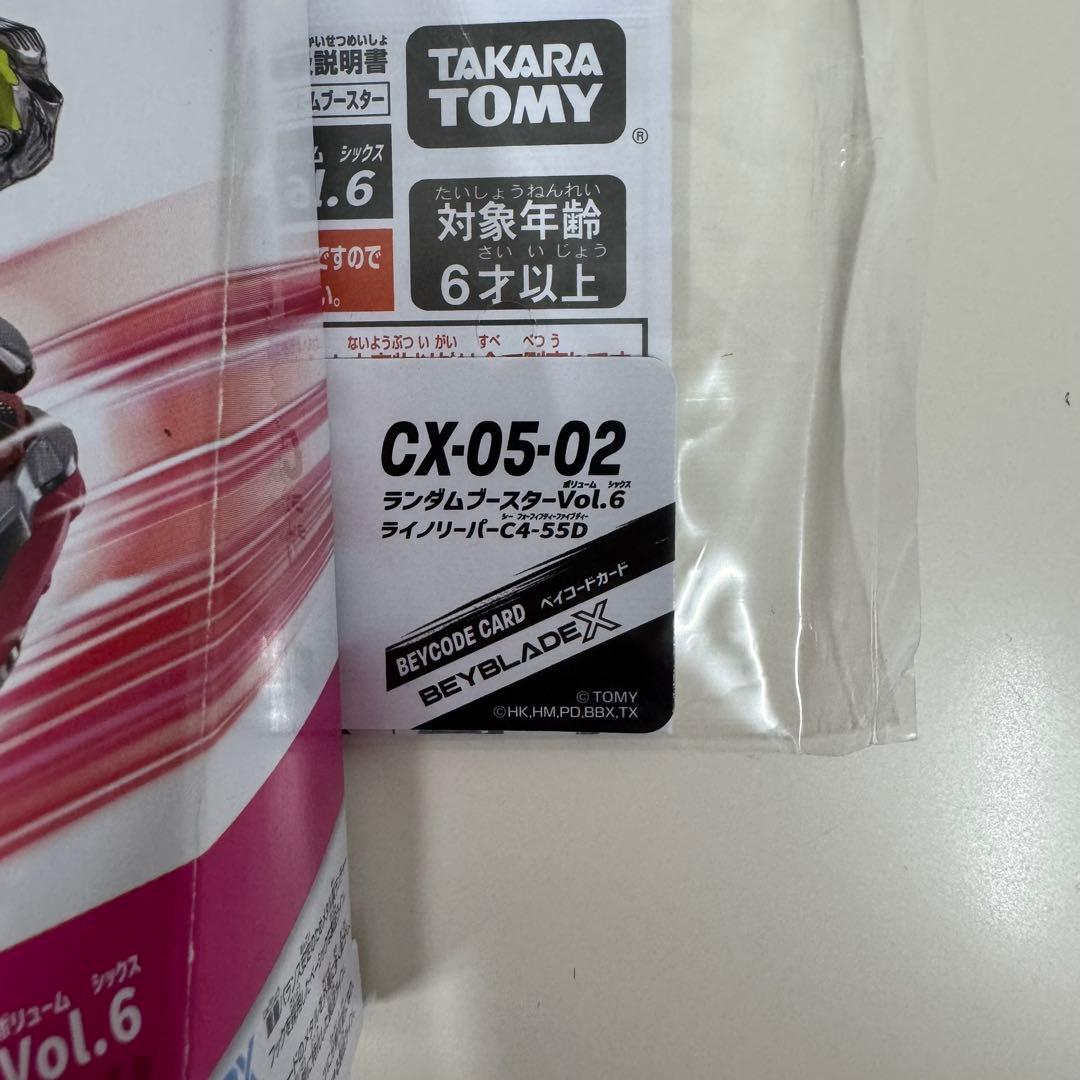 せつめいしょ
説明書
ムブースター
TAKARA
TOMY
®
シックス
.6
たいしょうねんれい
対象年齢
さい いじょう
6才以上
ですので
い。
ないようぶつ いがい すべ べつう
CX-05-02
ボリューム シックス
ランダムブースターVol.6
シー フォーフィフティーファイブディー
ライノリーパーC4-55D
BEYCODE CARD ベイコードカード
BEYBLADE X
© TOMY
©HK,HM,PD,BBX,TX
ボリューム シックス
Vol.6